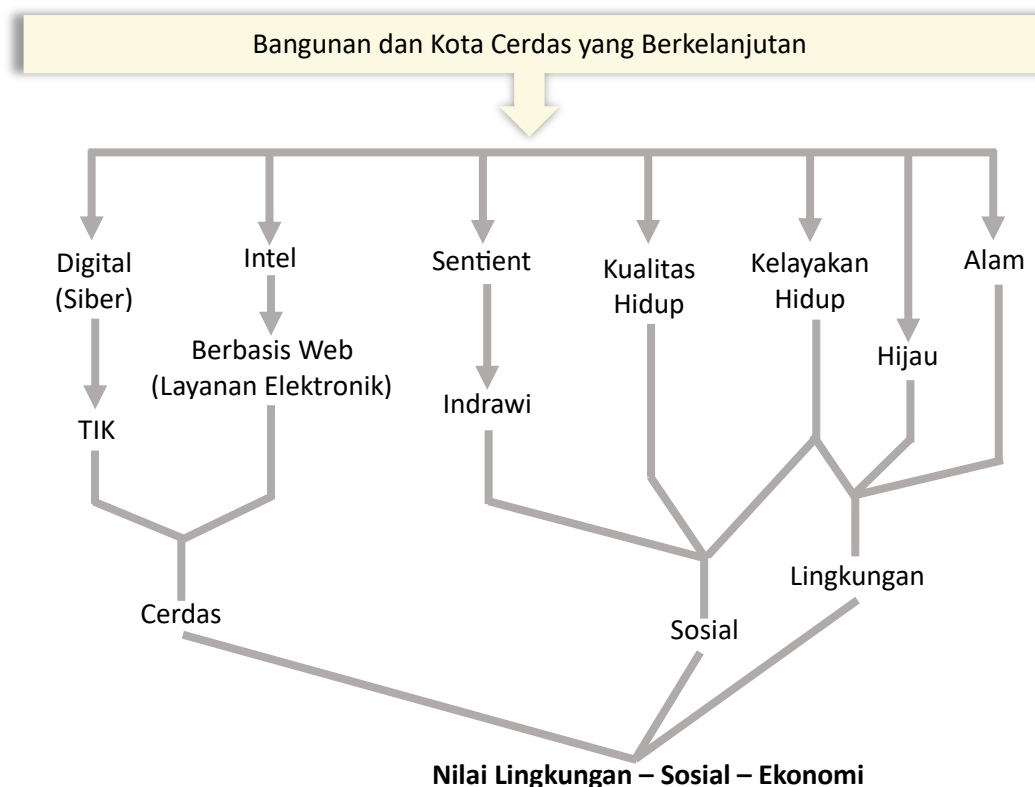 Bangunan dan Kota Cerdas yang Berkelanjutan
Digital
(Siber)
Intel
Sentient
Kualitas
Hidup
Kelayakan
Hidup
Alam
Berbasis Web
(Layanan Elektronik)
Hijau
TIK
Indrawi
Cerdas
Sosial
Lingkungan
Nilai Lingkungan – Sosial – Ekonomi